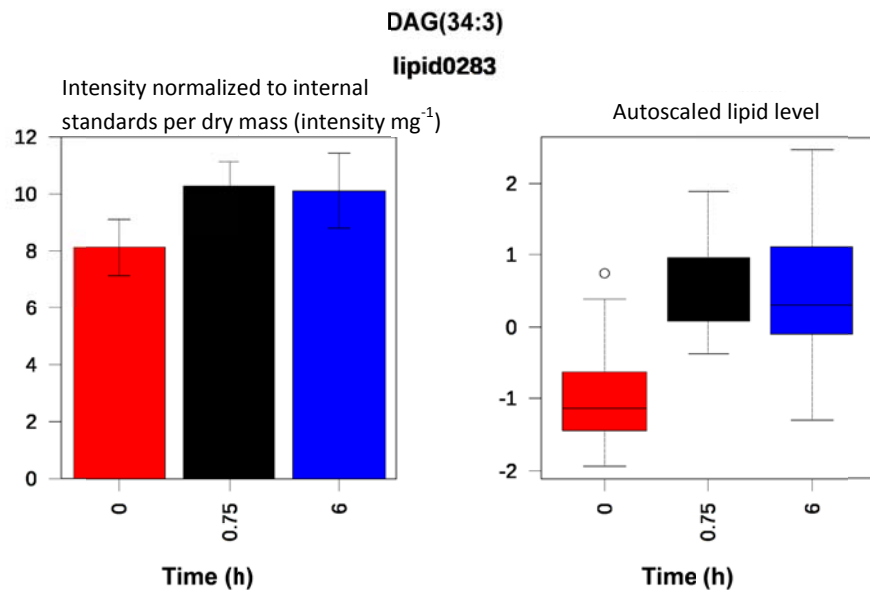 DAG(34:3)
lipid0283
Intensity normalized to internal
standards per dry mass (intensity mg⁻¹)
12
10
8
6
4
2
0
0
0.75
6
Time (h)
Autoscaled lipid level
2
1
0
-1
-2
0
0.75
6
Time (h)